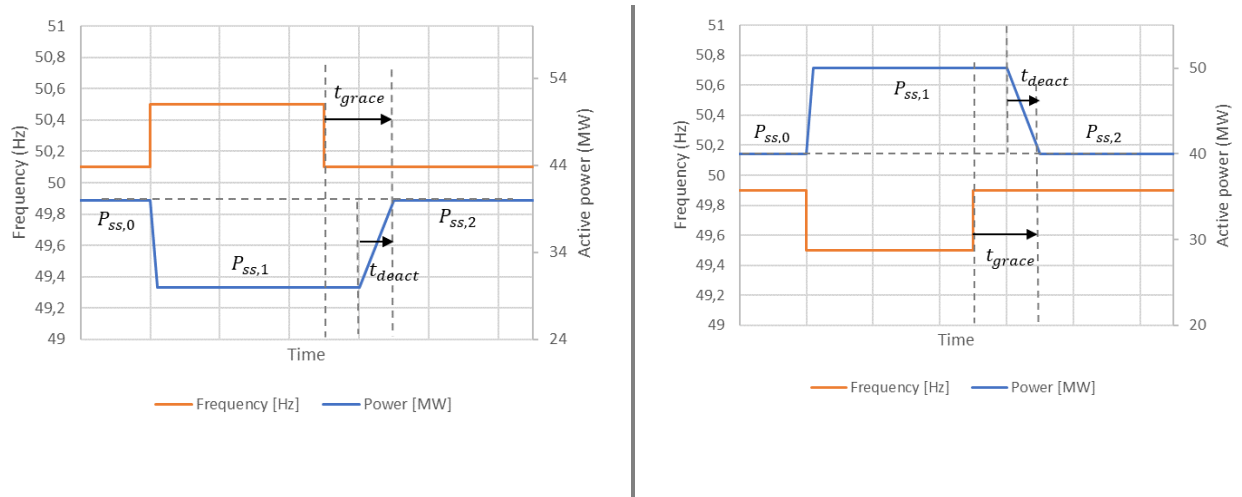 51
50,8
50,6
50,4
50,2
50
49,8
49,6
49,4
49,2
49
Frequency (Hz)
54
44
34
24
Active power (MW)
t_grace
P_ss,0
P_ss,1
P_ss,2
t_deact
Time
Frequency [Hz] Power [MW]
51
50,8
50,6
50,4
50,2
50
49,8
49,6
49,4
49,2
49
Frequency (Hz)
50
40
30
20
Active power (MW)
t_deact
P_ss,1
P_ss,0
P_ss,2
t_grace
Time
Frequency [Hz] Power [MW]